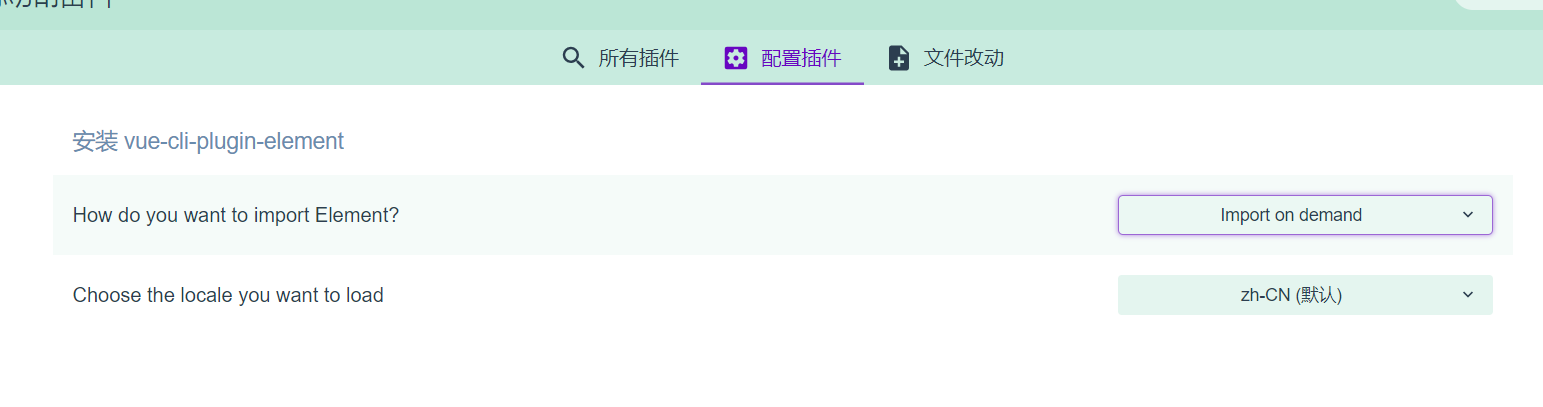 所有插件 配置插件 文件改动
安装 vue-cli-plugin-element
How do you want to import Element? Import on demand
Choose the locale you want to load zh-CN (默认)